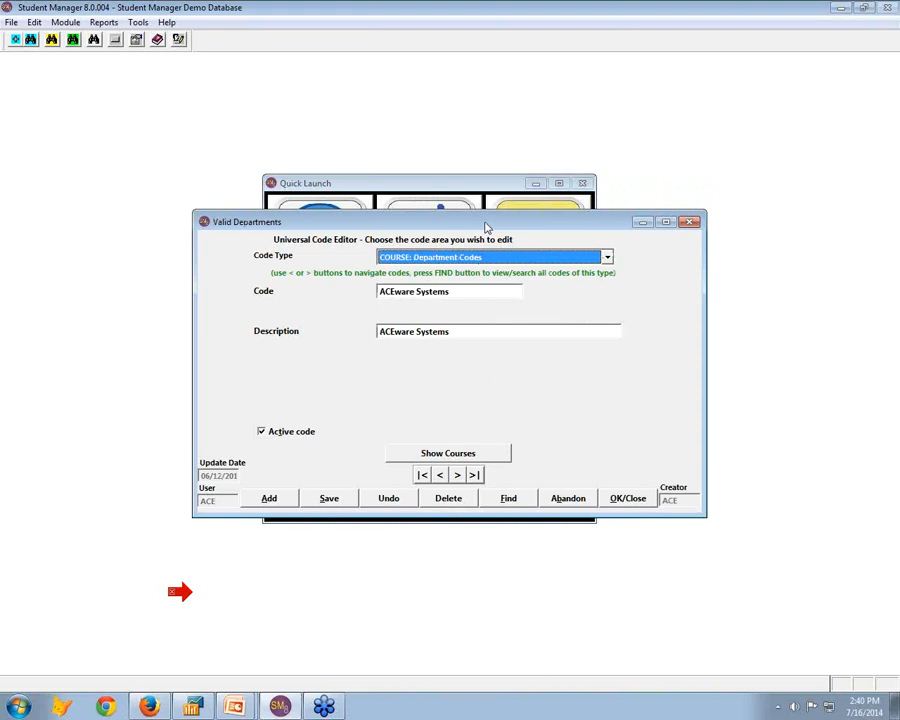 Student Manager 8.0.004 - Student Manager Demo Database
File Edit Module Reports Tools Help
Quick Launch
Valid Departments
Universal Code Editor - Choose the code area you wish to edit
Code Type COURSE: Department Codes
(use < or > buttons to navigate codes, press FIND button to view/search all codes of this type)
Code ACEware Systems
Description ACEware Systems
Active code
Show Courses
Update Date
06/12/201
|< < > >|
User
ACE
Add Save Undo Delete Find Abandon OK/Close
Creator
ACE
2:40 PM
7/16/2014